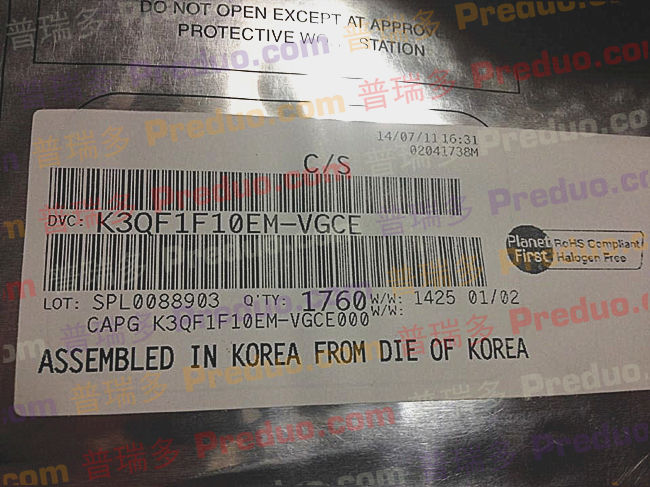 DO NOT OPEN EXCEPT AT APPROV
PROTECTIVE WO STATION
14/07/11 16:31
02041738M
C/S
DVC: K3QF1F10EM-VGCE
Planet First RoHS Compliant
Halogen Free
LOT: SPL0088903 Q'TY: 1760 W/W: 1425 01/02
CAPG K3QF1F10EM-VGCE000 W/W:
ASSEMBLED IN KOREA FROM DIE OF KOREA
普瑞多 Preduo.com